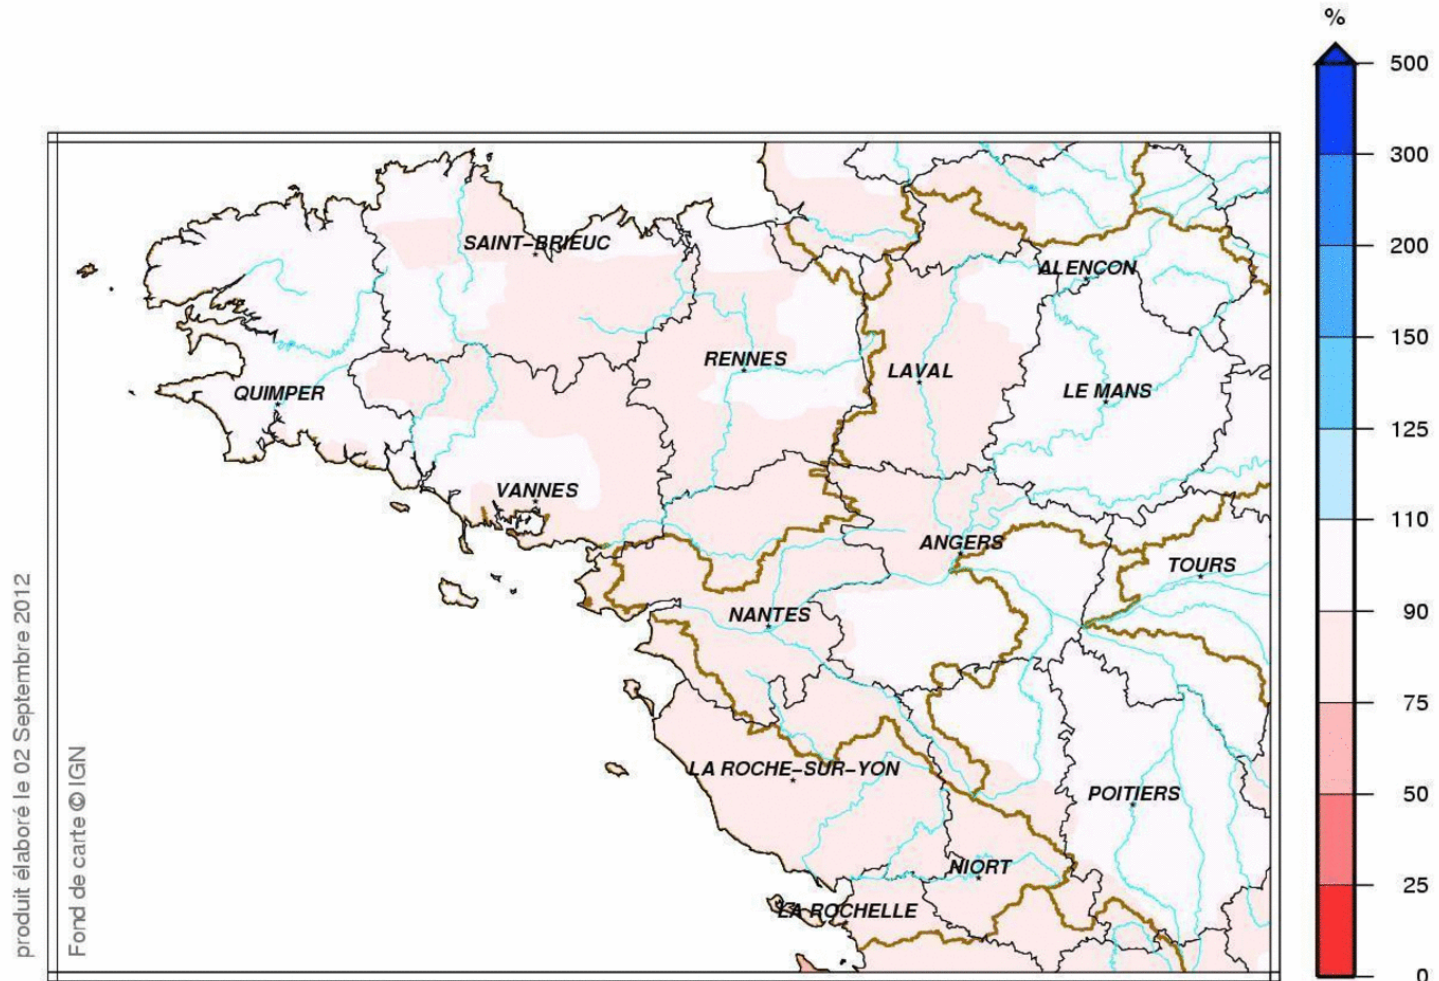 %
500
300
200
150
125
110
90
75
50
25
0
SAINT–BRIEUC
ALENCON
RENNES
LAVAL
QUIMPER
LE MANS
VANNES
ANGERS
TOURS
NANTES
LA ROCHE–SUR–YON
POITIERS
NIORT
LA ROCHELLE
produit élaboré le 02 Septembre 2012
Fond de carte © IGN